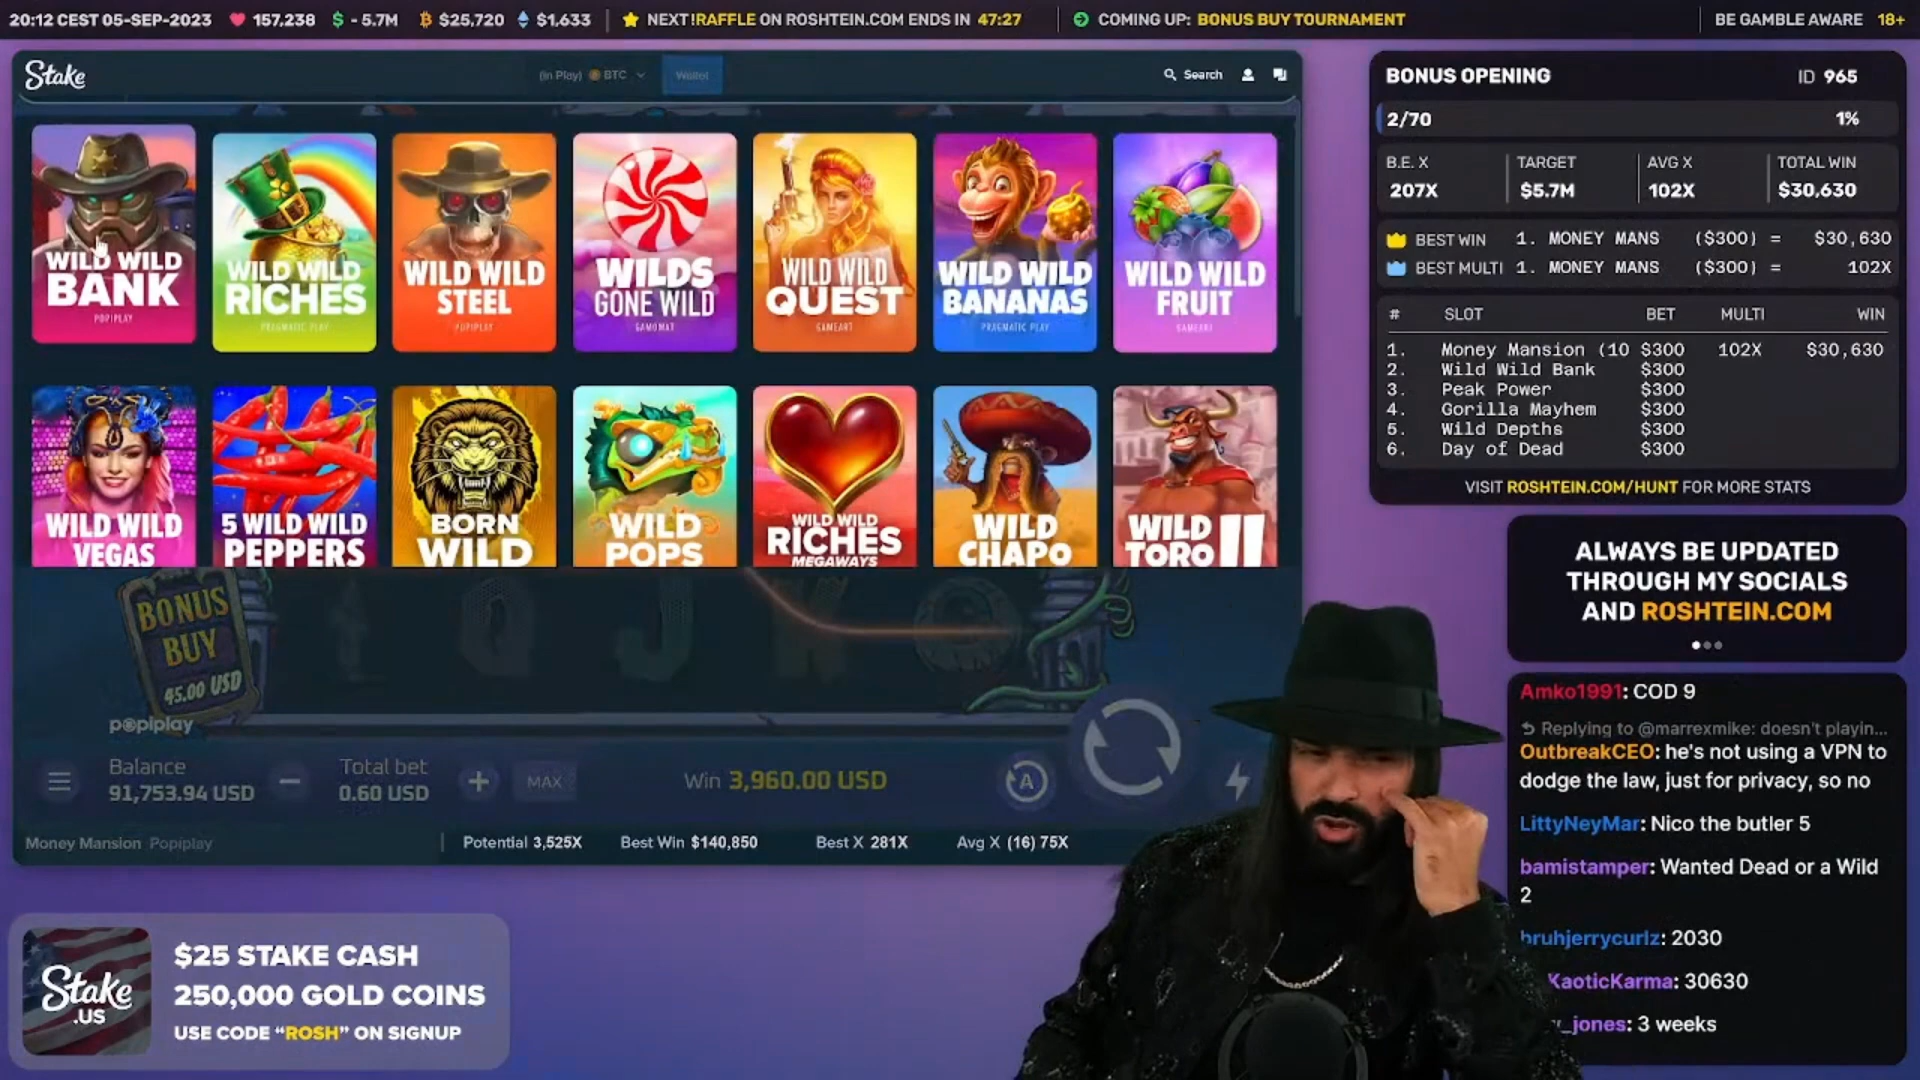 20:12 CEST 05-SEP-2023 157,238 $ - 5.7M $25,720 $1,633 NEXT !RAFFLE ON ROSHTEIN.COM ENDS IN 47:27 COMING UP: BONUS BUY TOURNAMENT BE GAMBLE AWARE 18+
Stake (In Play) BTC Wallet Search
WILD WILD
BANK
POPIPLAY
WILD WILD
RICHES
PRAGMATIC PLAY
WILD WILD
STEEL
POPIPLAY
WILDS
GONE WILD
GAMOMAT
WILD WILD
QUEST
GAMEART
WILD WILD
BANANAS
PRAGMATIC PLAY
WILD WILD
FRUIT
GAMEART
WILD WILD
VEGAS
5 WILD WILD
PEPPERS
BORN
WILD
WILD
POPS
WILD WILD
RICHES
MEGAWAYS
WILD
CHAPO
WILD
TORO II
BONUS
BUY
45.00 USD
popiplay
Balance
91,753.94 USD
Total bet
0.60 USD
MAX
Win 3,960.00 USD
A
Money Mansion Popiplay Potential 3,525X Best Win $140,850 Best X 281X Avg X (16) 75X
Stake
.US
$25 STAKE CASH
250,000 GOLD COINS
USE CODE “ROSH” ON SIGNUP
BONUS OPENING ID 965
2/70 1%
B.E. X TARGET AVG X TOTAL WIN
207X $5.7M 102X $30,630
BEST WIN 1. MONEY MANS ($300) = $30,630
BEST MULTI 1. MONEY MANS ($300) = 102X
# SLOT BET MULTI WIN
1. Money Mansion (10 $300 102X $30,630
2. Wild Wild Bank $300
3. Peak Power $300
4. Gorilla Mayhem $300
5. Wild Depths $300
6. Day of Dead $300
VISIT ROSHTEIN.COM/HUNT FOR MORE STATS
ALWAYS BE UPDATED
THROUGH MY SOCIALS
AND ROSHTEIN.COM
Amko1991: COD 9
Replying to @marrexmike: doesn't playin...
OutbreakCEO: he's not using a VPN to
dodge the law, just for privacy, so no
LittyNeyMar: Nico the butler 5
bamistamper: Wanted Dead or a Wild
2
bruhjerrycurlz: 2030
KaoticKarma: 30630
_jones: 3 weeks